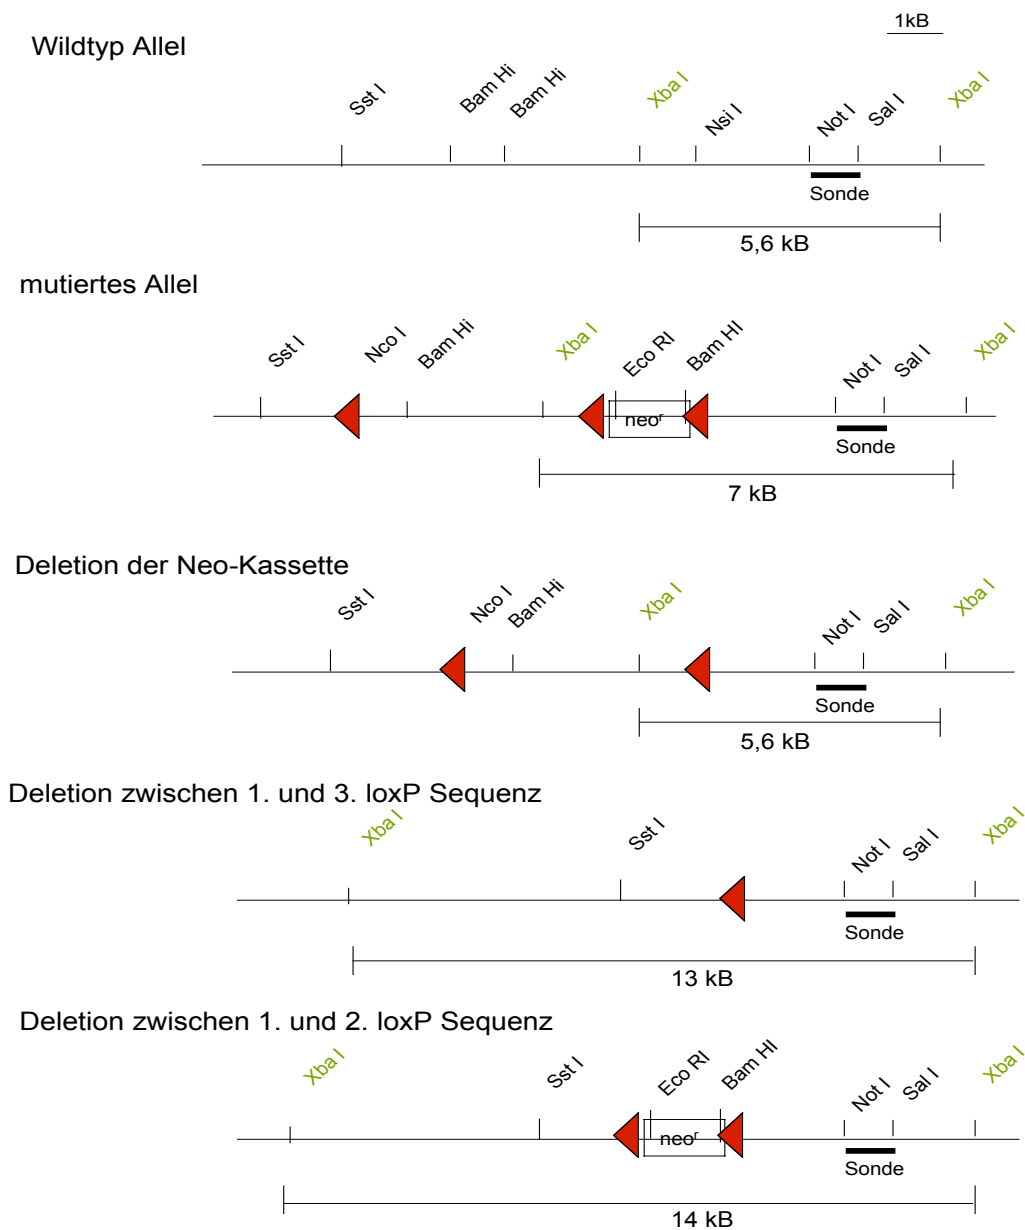 1kB
Wildtyp Allel
Sst I
Bam Hi
Bam Hi
Xba I
Nsi I
Not I
Sal I
Xba I
Sonde
5,6 kB
mutiertes Allel
Sst I
Nco I
Bam Hi
Xba I
Eco RI
Bam HI
Not I
Sal I
Xba I
neoʳ
Sonde
7 kB
Deletion der Neo-Kassette
Sst I
Nco I
Bam Hi
Xba I
Not I
Sal I
Xba I
Sonde
5,6 kB
Deletion zwischen 1. und 3. loxP Sequenz
Xba I
Sst I
Not I
Sal I
Xba I
Sonde
13 kB
Deletion zwischen 1. und 2. loxP Sequenz
Xba I
Sst I
Eco RI
Bam HI
Not I
Sal I
Xba I
neoʳ
Sonde
14 kB